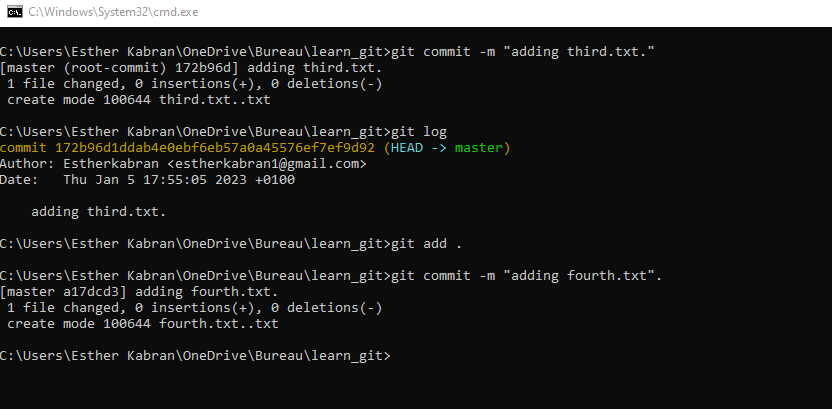 C:\Windows\System32\cmd.exe
C:\Users\Esther Kabran\OneDrive\Bureau\learn_git>git commit -m "adding third.txt."
[master (root-commit) 172b96d] adding third.txt.
 1 file changed, 0 insertions(+), 0 deletions(-)
 create mode 100644 third.txt..txt
C:\Users\Esther Kabran\OneDrive\Bureau\learn_git>git log
commit 172b96d1ddab4e0ebf6eb57a0a45576ef7ef9d92 (HEAD -> master)
Author: Estherkabran <estherkabran1@gmail.com>
Date:   Thu Jan 5 17:55:05 2023 +0100
    adding third.txt.
C:\Users\Esther Kabran\OneDrive\Bureau\learn_git>git add .
C:\Users\Esther Kabran\OneDrive\Bureau\learn_git>git commit -m "adding fourth.txt".
[master a17dcd3] adding fourth.txt.
 1 file changed, 0 insertions(+), 0 deletions(-)
 create mode 100644 fourth.txt..txt
C:\Users\Esther Kabran\OneDrive\Bureau\learn_git>